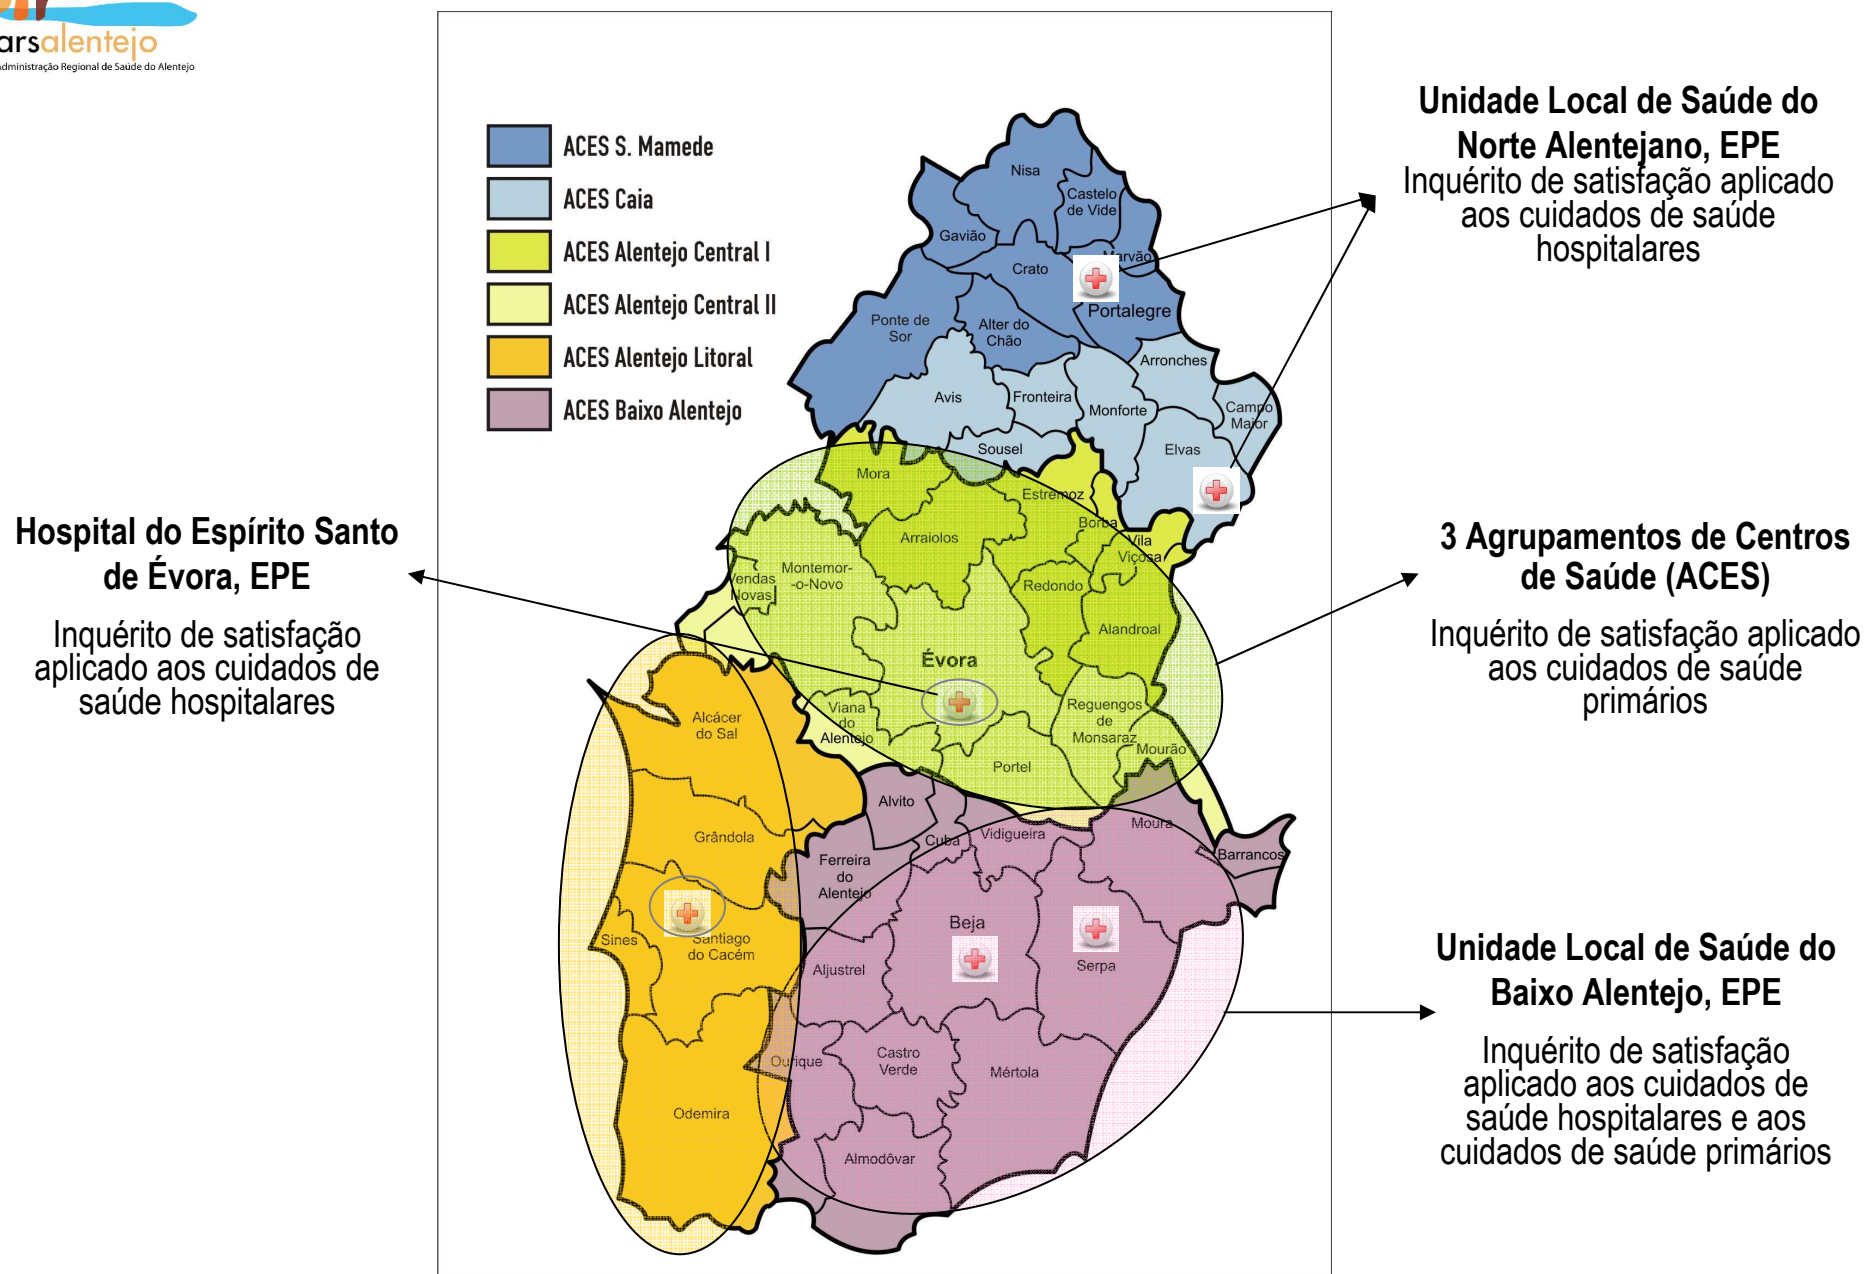 arsalentejo
Administração Regional de Saúde do Alentejo
ACES S. Mamede
ACES Caia
ACES Alentejo Central I
ACES Alentejo Central II
ACES Alentejo Litoral
ACES Baixo Alentejo
Unidade Local de Saúde do
Norte Alentejano, EPE
Inquérito de satisfação aplicado
aos cuidados de saúde
hospitalares
Nisa
Castelo
de Vide
Gavião
Marvão
Crato
Portalegre
Ponte de
Sor
Alter do
Chão
Arronches
Avis
Fronteira
Monforte
Campo
Maior
Sousel
Elvas
Mora
Estremoz
Borba
Vila
Viçosa
Arraiolos
Montemor-
-o-Novo
Vendas
Novas
Redondo
Alandroal
Évora
Viana
do
Alentejo
Reguengos
de
Monsaraz
Mourão
Portel
Hospital do Espírito Santo
de Évora, EPE
Inquérito de satisfação
aplicado aos cuidados de
saúde hospitalares
3 Agrupamentos de Centros
de Saúde (ACES)
Inquérito de satisfação aplicado
aos cuidados de saúde
primários
Alcácer
do Sal
Grândola
Sines
Santiago
do Cacém
Odemira
Alvito
Cuba
Vidigueira
Moura
Barrancos
Ferreira
do
Alentejo
Beja
Serpa
Aljustrel
Ourique
Castro
Verde
Mértola
Almodôvar
Unidade Local de Saúde do
Baixo Alentejo, EPE
Inquérito de satisfação
aplicado aos cuidados de
saúde hospitalares e aos
cuidados de saúde primários